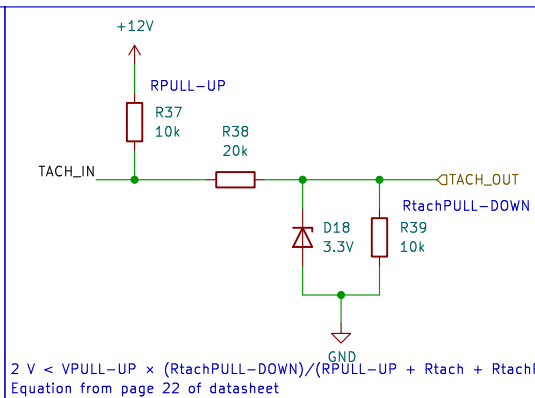 +12V
RPULL-UP
R37
10k
R38
20k
TACH_IN
TACH_OUT
RtachPULL-DOWN
D18
3.3V
R39
10k
GND
2 V < VPULL-UP × (RtachPULL-DOWN)/(RPULL-UP + Rtach + Rtach
Equation from page 22 of datasheet